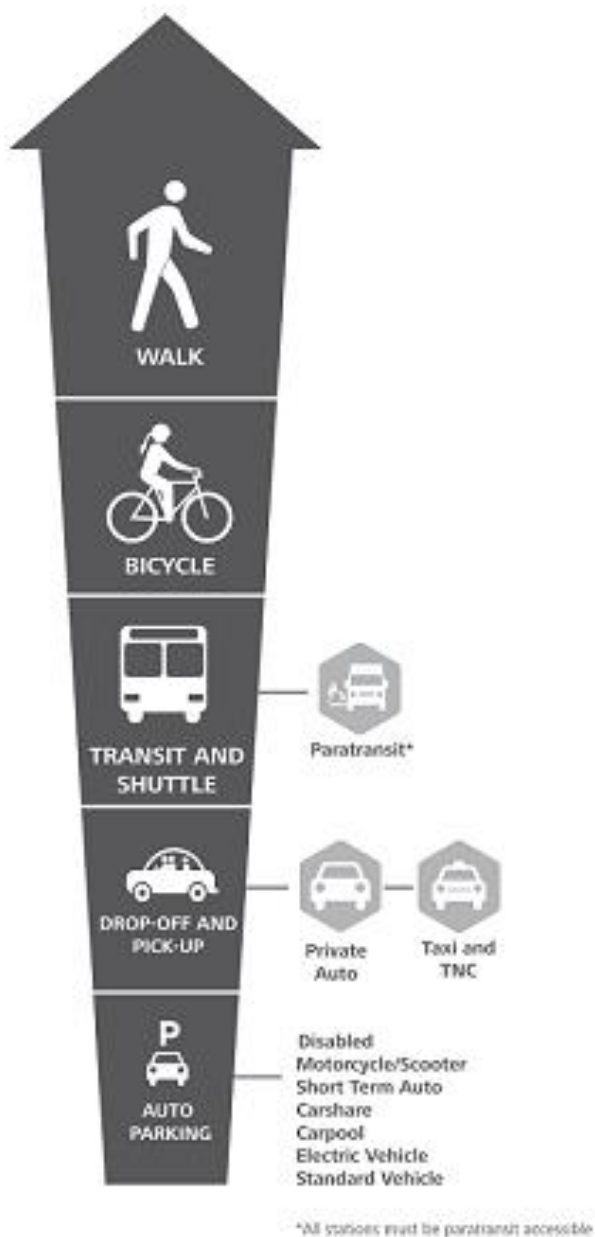 WALK
BICYCLE
TRANSIT AND
SHUTTLE
Paratransit*
DROP-OFF AND
PICK-UP
Private
Auto
Taxi and
TNC
P
AUTO
PARKING
Disabled
Motorcycle/Scooter
Short Term Auto
Carshare
Carpool
Electric Vehicle
Standard Vehicle
*All stations must be paratransit accessible